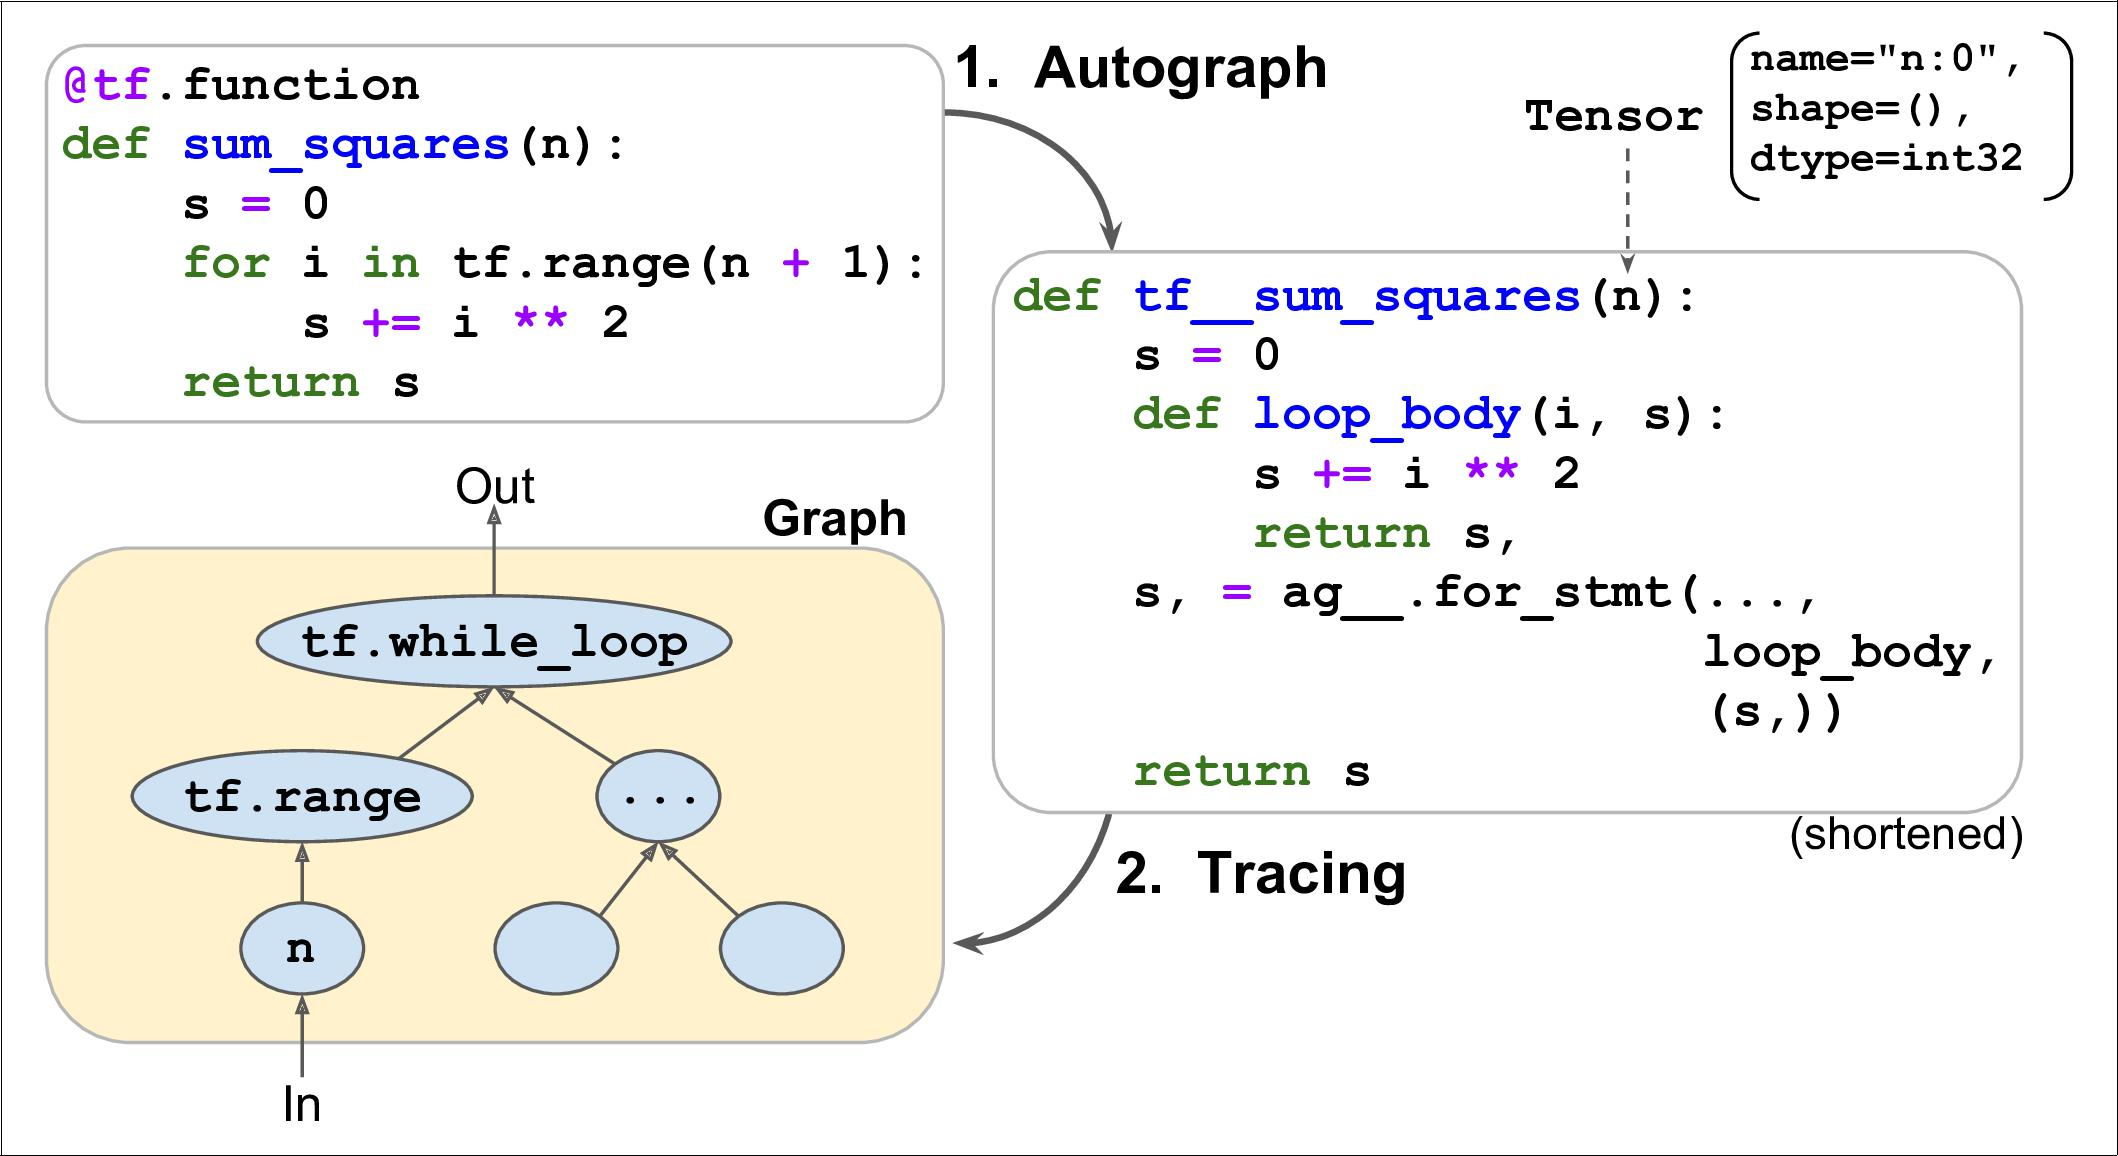 @tf.function
def sum_squares(n):
    s = 0
    for i in tf.range(n + 1):
        s += i ** 2
    return s
1. Autograph
Tensor
name="n:0",
shape=(),
dtype=int32
def tf__sum_squares(n):
    s = 0
    def loop_body(i, s):
        s += i ** 2
        return s,
    s, = ag__.for_stmt(...,
                       loop_body,
                       (s,))
    return s
(shortened)
2. Tracing
Graph
Out
tf.while_loop
tf.range
...
n
In